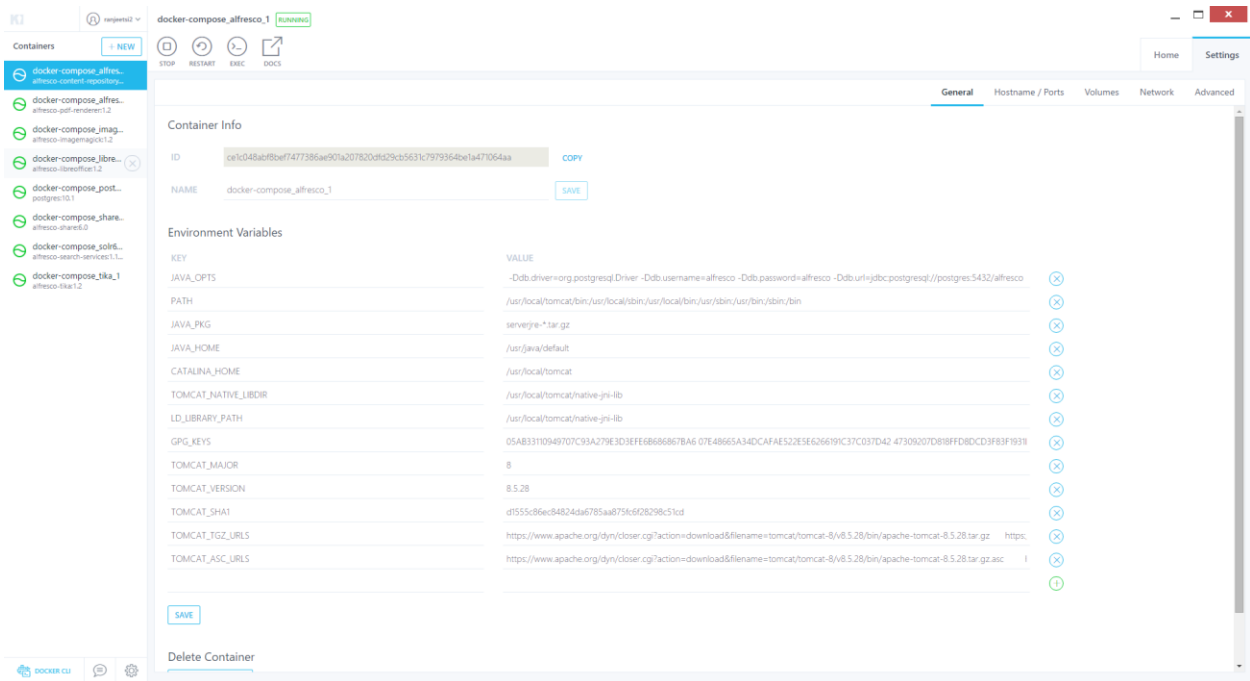 ranjeetsi2
docker-compose_alfresco_1 RUNNING
Containers + NEW
STOP RESTART EXEC DOCS
Home Settings
docker-compose_alfres...
alfresco-content-repository...
docker-compose_alfres...
alfresco-pdf-renderer:1.2
docker-compose_imag...
alfresco-imagemagick:1.2
docker-compose_libre...
alfresco-libreoffice:1.2
docker-compose_post...
postgres:10.1
docker-compose_share...
alfresco-share:6.0
docker-compose_solr6...
alfresco-search-services:1.1...
docker-compose_tika_1
alfresco-tika:1.2
General Hostname / Ports Volumes Network Advanced
Container Info
ID ce1c048abf8bef7477386ae901a207820dfd29cb5631c7979364be1a471064aa COPY
NAME docker-compose_alfresco_1 SAVE
Environment Variables
KEY VALUE
JAVA_OPTS -Ddb.driver=org.postgresql.Driver -Ddb.username=alfresco -Ddb.password=alfresco -Ddb.url=jdbc:postgresql://postgres:5432/alfresco
PATH /usr/local/tomcat/bin:/usr/local/sbin:/usr/local/bin:/usr/sbin:/usr/bin:/sbin:/bin
JAVA_PKG serverjre-*.tar.gz
JAVA_HOME /usr/java/default
CATALINA_HOME /usr/local/tomcat
TOMCAT_NATIVE_LIBDIR /usr/local/tomcat/native-jni-lib
LD_LIBRARY_PATH /usr/local/tomcat/native-jni-lib
GPG_KEYS 05AB33110949707C93A279E3D3EFE6B686867BA6 07E48665A34DCAFAE522E5E6266191C37C037D42 47309207D818FFD8DCD3F83F1931
TOMCAT_MAJOR 8
TOMCAT_VERSION 8.5.28
TOMCAT_SHA1 d1555c86ec84824da6785aa875fc6f28298c51cd
TOMCAT_TGZ_URLS https://www.apache.org/dyn/closer.cgi?action=download&filename=tomcat/tomcat-8/v8.5.28/bin/apache-tomcat-8.5.28.tar.gz https:
TOMCAT_ASC_URLS https://www.apache.org/dyn/closer.cgi?action=download&filename=tomcat/tomcat-8/v8.5.28/bin/apache-tomcat-8.5.28.tar.gz.asc
SAVE
Delete Container
DOCKER CLI